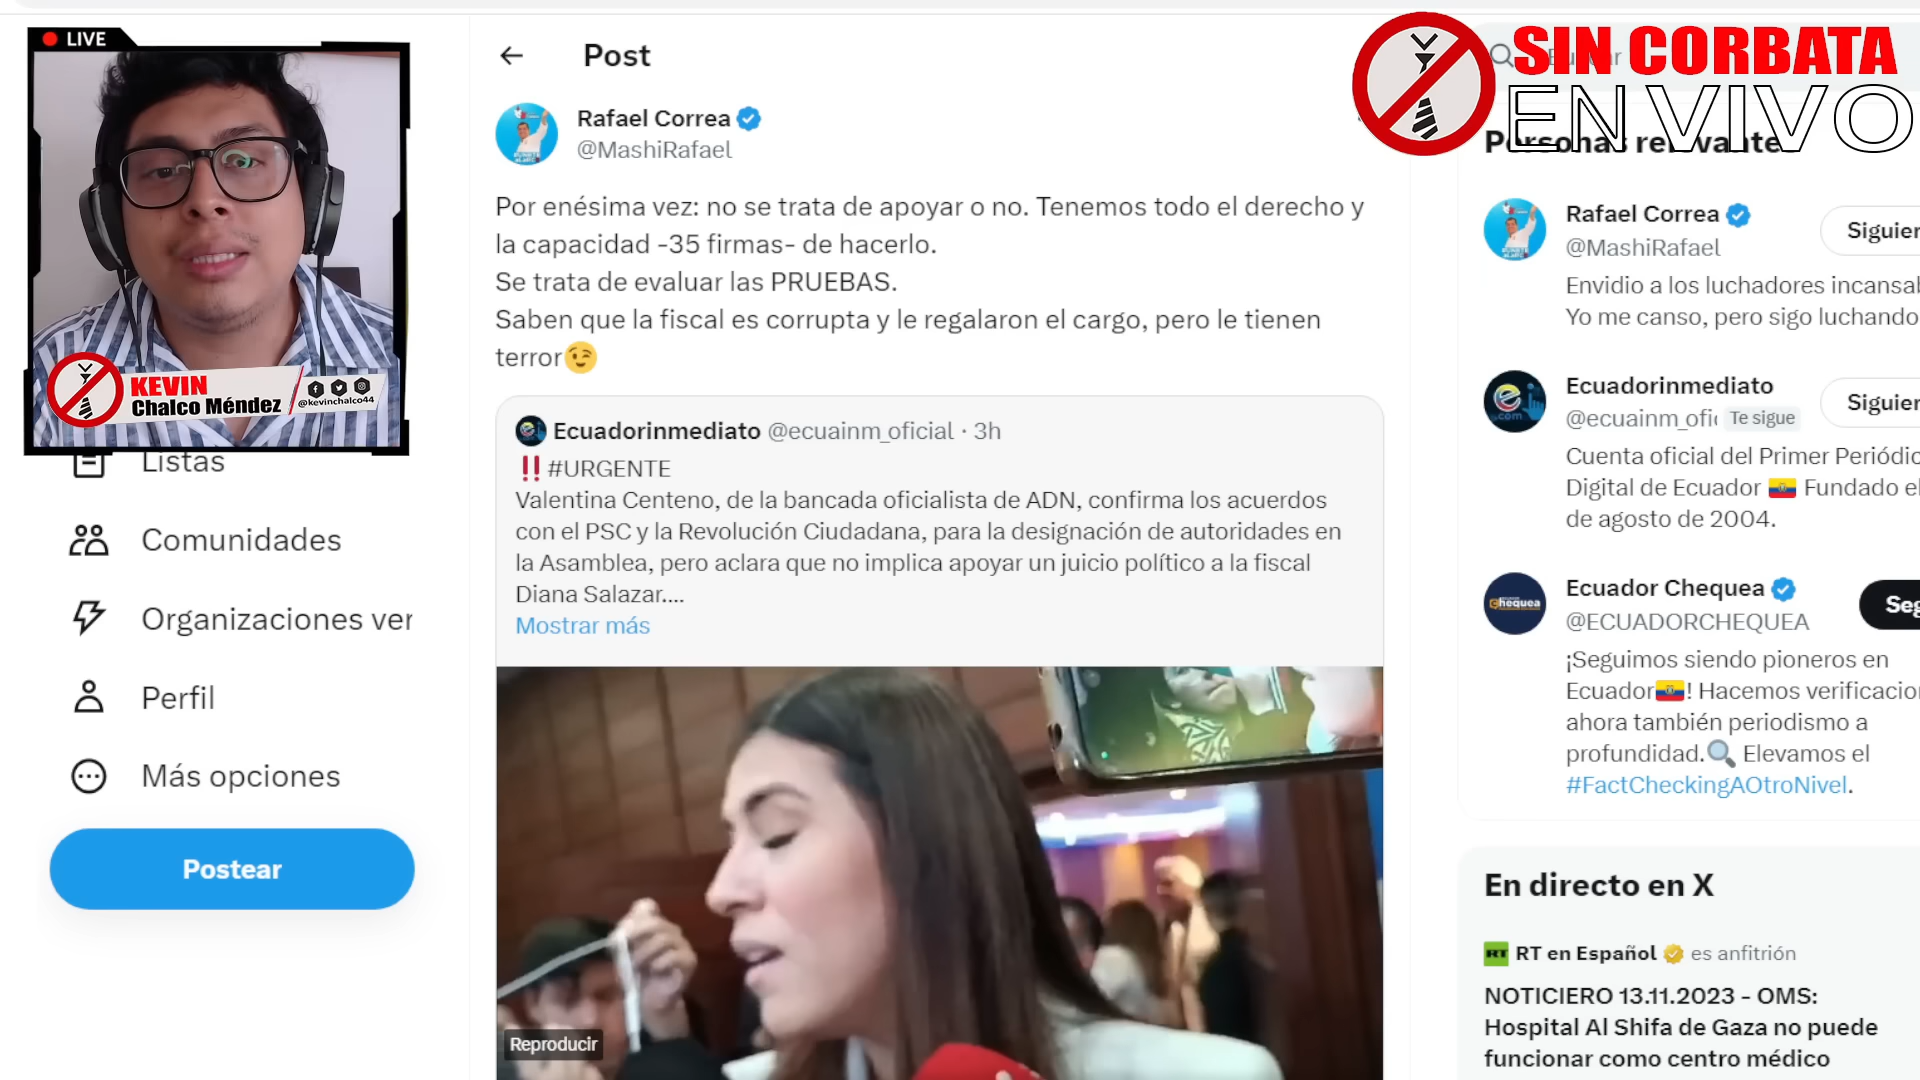 LIVE
KEVIN
Chalco Méndez
@kevinchalco44
Listas
Comunidades
Organizaciones ver
Perfil
Más opciones
Postear
Post
Rafael Correa
@MashiRafael
Por enésima vez: no se trata de apoyar o no. Tenemos todo el derecho y
la capacidad -35 firmas- de hacerlo.
Se trata de evaluar las PRUEBAS.
Saben que la fiscal es corrupta y le regalaron el cargo, pero le tienen
terror😉
Ecuadorinmediato @ecuainm_oficial · 3h
‼️#URGENTE
Valentina Centeno, de la bancada oficialista de ADN, confirma los acuerdos
con el PSC y la Revolución Ciudadana, para la designación de autoridades en
la Asamblea, pero aclara que no implica apoyar un juicio político a la fiscal
Diana Salazar....
Mostrar más
Reproducir
SIN CORBATA
EN VIVO
Personas relevantes
Rafael Correa
@MashiRafael
Siguien
Envidio a los luchadores incansab
Yo me canso, pero sigo luchando
Ecuadorinmediato
@ecuainm_ofic Te sigue
Siguien
Cuenta oficial del Primer Periódic
Digital de Ecuador 🇪🇨 Fundado el
de agosto de 2004.
Ecuador Chequea
@ECUADORCHEQUEA
Seg
¡Seguimos siendo pioneros en
Ecuador🇪🇨! Hacemos verificacion
ahora también periodismo a
profundidad.🔍 Elevamos el
#FactCheckingAOtroNivel.
En directo en X
RT en Español es anfitrión
NOTICIERO 13.11.2023 - OMS:
Hospital Al Shifa de Gaza no puede
funcionar como centro médico